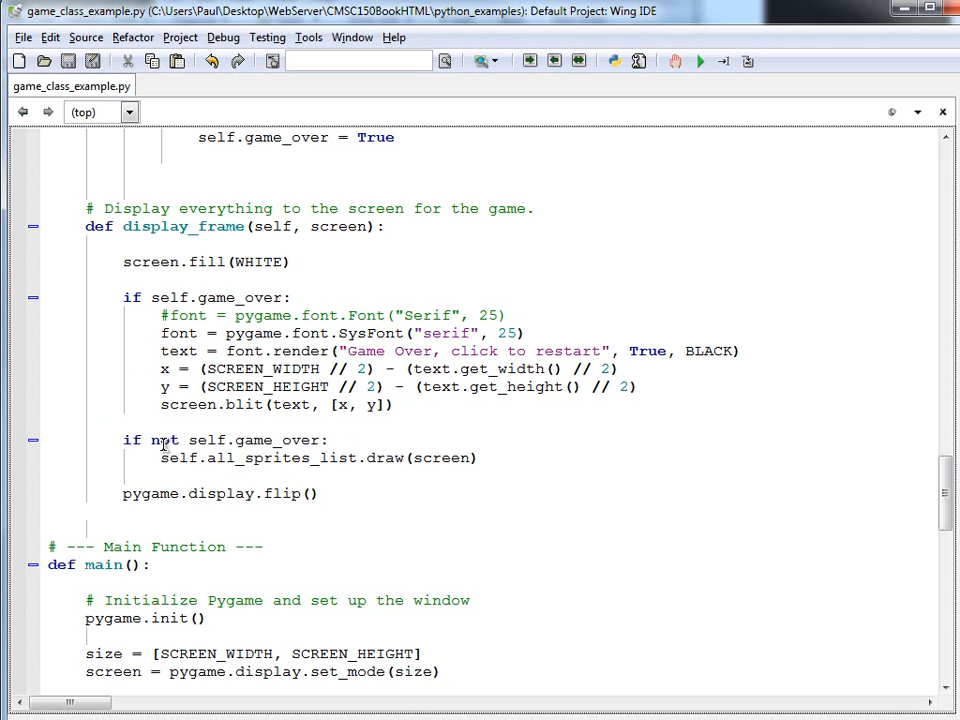 game_class_example.py (C:\Users\Paul\Desktop\WebServer\CMSC150BookHTML\python_examples): Default Project: Wing IDE
File Edit Source Refactor Project Debug Testing Tools Window Help
game_class_example.py
(top)
self.game_over = True
# Display everything to the screen for the game.
def display_frame(self, screen):
screen.fill(WHITE)
if self.game_over:
#font = pygame.font.Font("Serif", 25)
font = pygame.font.SysFont("serif", 25)
text = font.render("Game Over, click to restart", True, BLACK)
x = (SCREEN_WIDTH // 2) - (text.get_width() // 2)
y = (SCREEN_HEIGHT // 2) - (text.get_height() // 2)
screen.blit(text, [x, y])
if not self.game_over:
self.all_sprites_list.draw(screen)
pygame.display.flip()
# --- Main Function ---
def main():
# Initialize Pygame and set up the window
pygame.init()
size = [SCREEN_WIDTH, SCREEN_HEIGHT]
screen = pygame.display.set_mode(size)